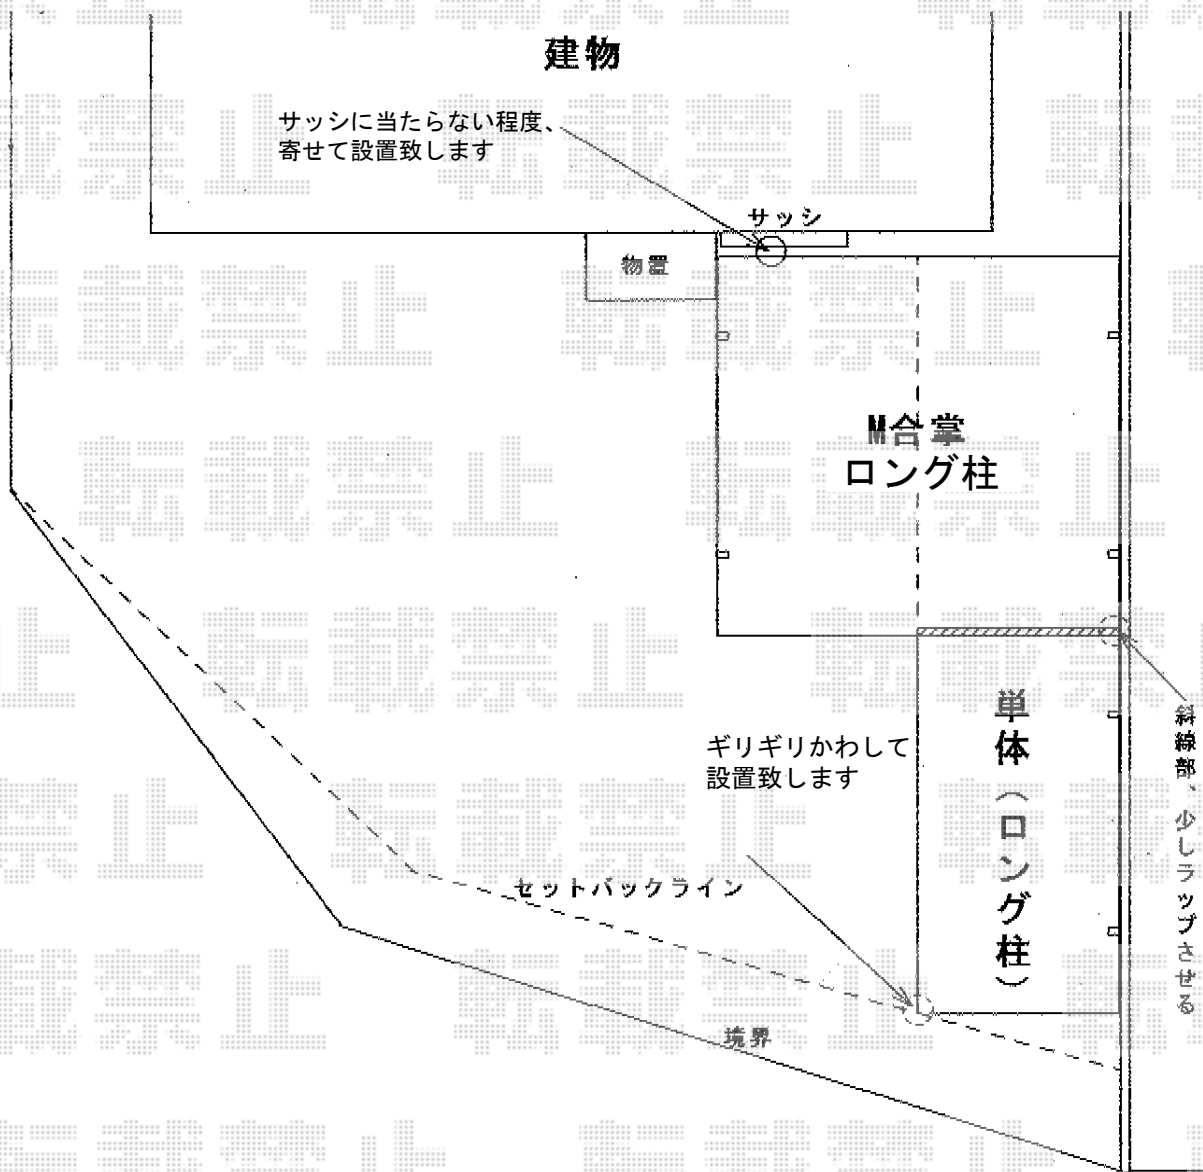 建物
サッシに当たらない程度、
寄せて設置致します
サッシ
物置
M合掌
ロング柱
単体（ロング柱）
斜線部、少しラップさせる
ギリギリかわして
設置致します
セットバックライン
境界
転載禁止